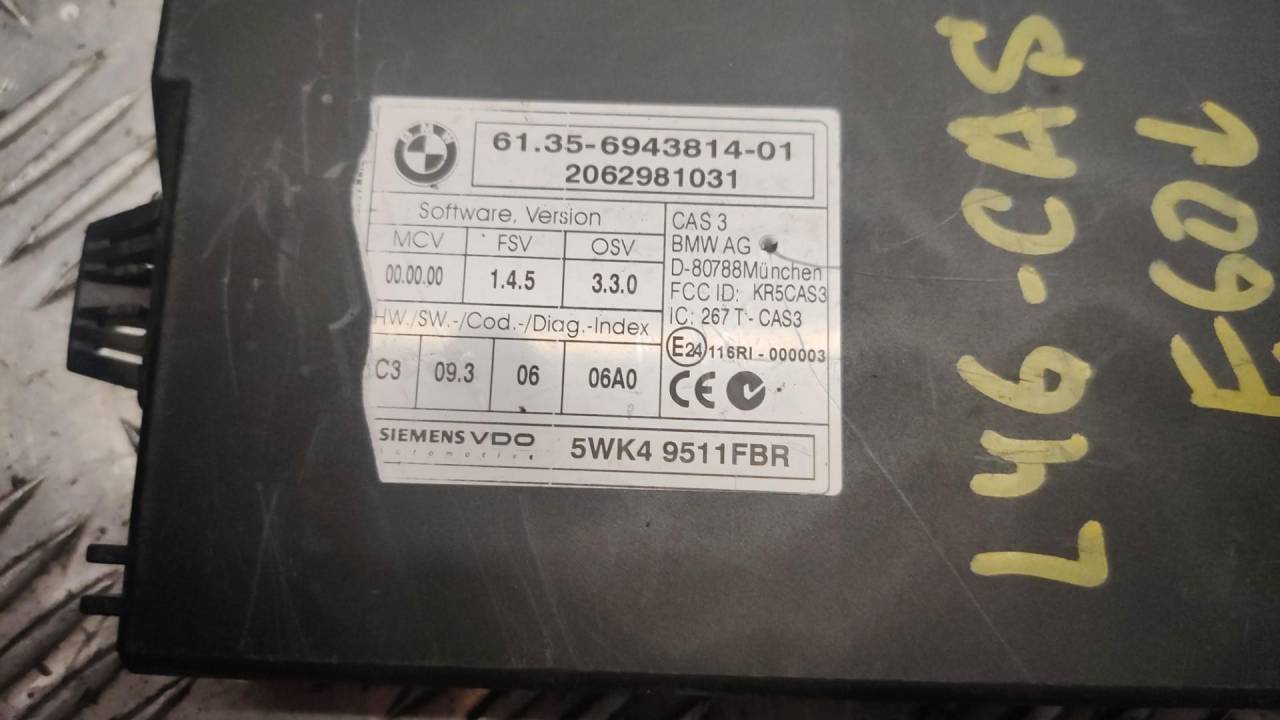 BMW
61.35-6943814-01
2062981031
Software, Version
MCV FSV OSV
00.00.00 1.4.5 3.3.0
HW./SW.-/Cod.-/Diag.-Index
C3 09.3 06 06A0
CAS 3
BMW AG
D-80788München
FCC ID: KR5CAS3
IC: 267 T - CAS3
E24 116RI - 000003
CE
SIEMENS VDO
automotive
5WK4 9511FBR
L46-CAS